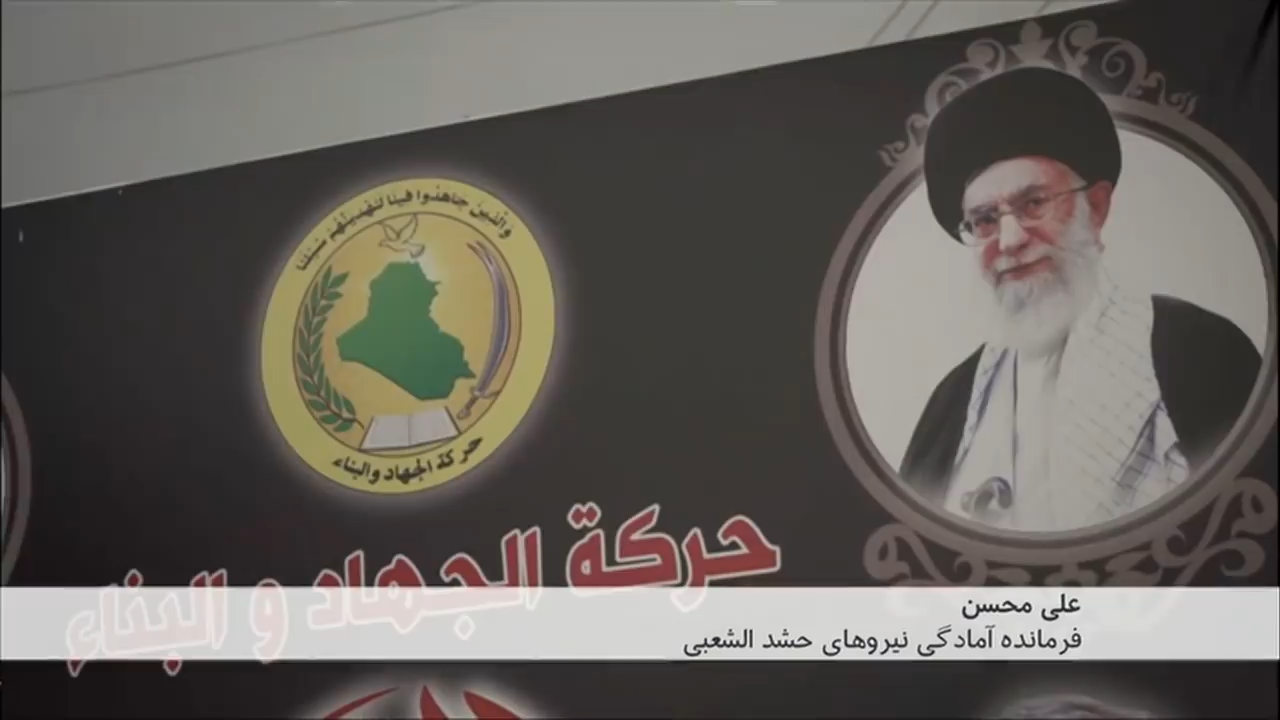 والذين جاهدوا فينا لنهدينهم سبلنا
حركة الجهاد والبناء
حركة الجهاد و البناء
علی محسن
فرمانده آمادگی نیروهای حشد الشعبی